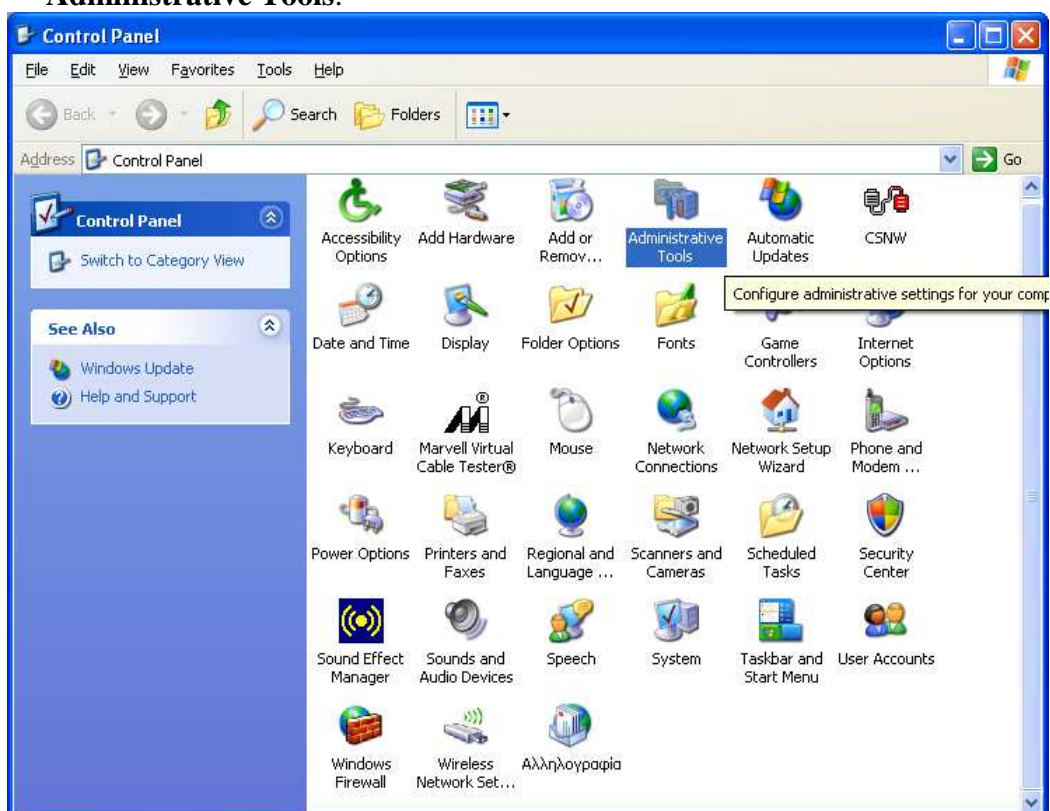 Administrative Tools.
Control Panel
File Edit View Favorites Tools Help
Back Search Folders
Address Control Panel Go
Control Panel
Switch to Category View
See Also
Windows Update
Help and Support
Accessibility Options
Add Hardware
Add or Remov...
Administrative Tools
Automatic Updates
CSNW
Configure administrative settings for your comp
Date and Time
Display
Folder Options
Fonts
Game Controllers
Internet Options
Keyboard
Marvell Virtual Cable Tester®
Mouse
Network Connections
Network Setup Wizard
Phone and Modem ...
Power Options
Printers and Faxes
Regional and Language ...
Scanners and Cameras
Scheduled Tasks
Security Center
Sound Effect Manager
Sounds and Audio Devices
Speech
System
Taskbar and Start Menu
User Accounts
Windows Firewall
Wireless Network Set...
Αλληλογραφία